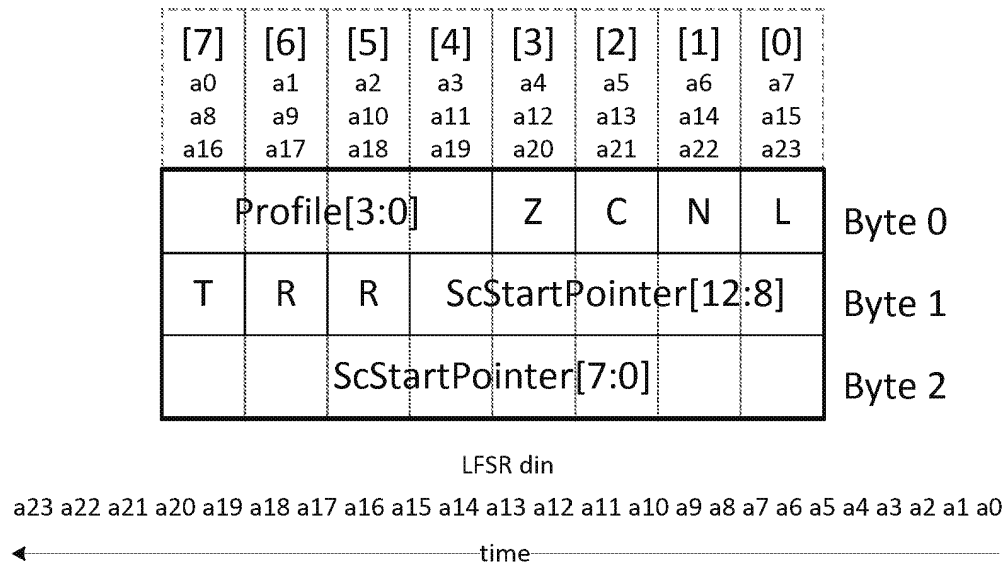 [7] [6] [5] [4] [3] [2] [1] [0]
a0 a1 a2 a3 a4 a5 a6 a7
a8 a9 a10 a11 a12 a13 a14 a15
a16 a17 a18 a19 a20 a21 a22 a23
Profile[3:0] Z C N L Byte 0
T R R ScStartPointer[12:8] Byte 1
ScStartPointer[7:0] Byte 2
LFSR din
a23 a22 a21 a20 a19 a18 a17 a16 a15 a14 a13 a12 a11 a10 a9 a8 a7 a6 a5 a4 a3 a2 a1 a0
time